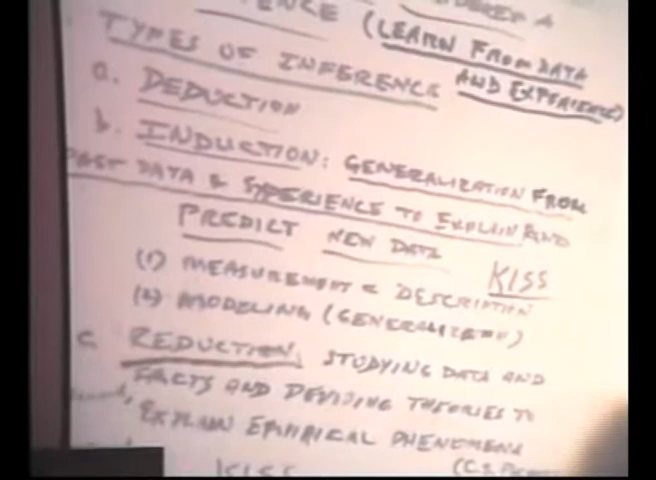 (LEARN FROM DATA
AND EXPERIENCE)
TYPES OF INFERENCE
a. DEDUCTION
b. INDUCTION: GENERALIZATION FROM
PAST DATA & EXPERIENCE TO EXPLAIN AND
PREDICT NEW DATA
KISS
(1) MEASUREMENT & DESCRIPTION
(2) MODELING (GENERALIZATION)
c REDUCTION: STUDYING DATA AND
FACTS AND DEVISING THEORIES TO
EXPLAIN EMPIRICAL PHENOMENA
KISS (C.S.